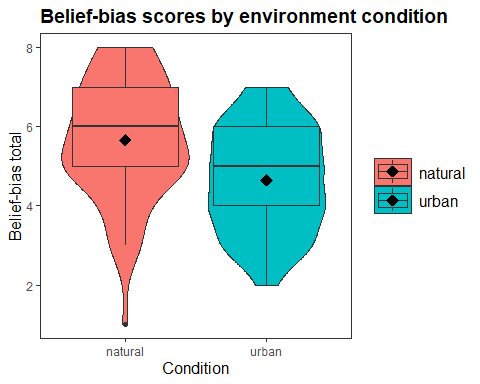 Belief-bias scores by environment condition
8
6
4
2
Belief-bias total
natural
urban
Condition
natural
urban